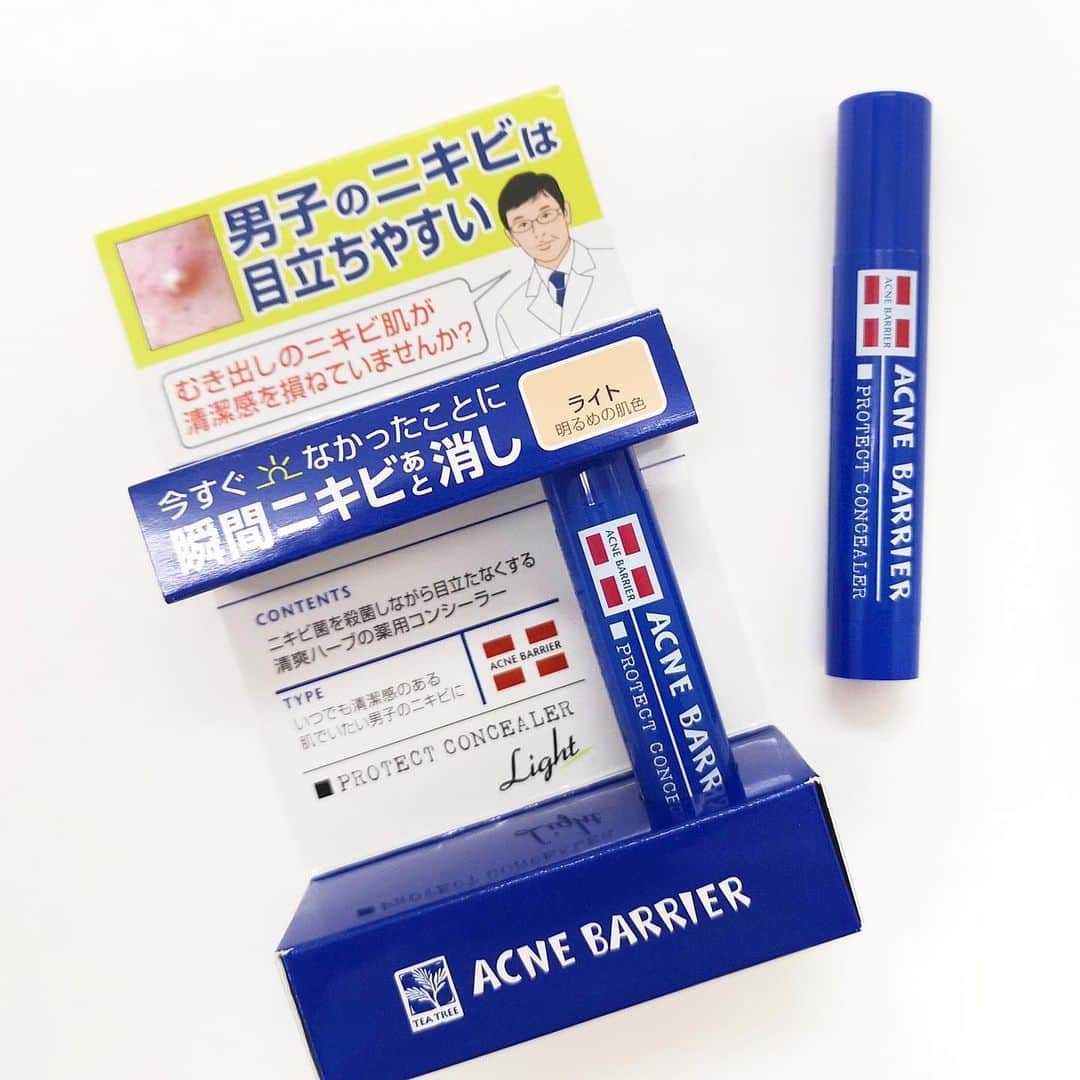 男子のニキビは
目立ちやすい
むき出しのニキビ肌が
清潔感を損ねていませんか?
今すぐ なかったことに
瞬間ニキビあと消し
ライト
明るめの肌色
CONTENTS
ニキビ菌を殺菌しながら目立たなくする
清爽ハーブの薬用コンシーラー
TYPE
いつでも清潔感のある
肌でいたい男子のニキビに
ACNE BARRIER
■ PROTECT CONCEALER
Light
ACNE BARRIER
ACNE BARR
■ PROTECT CONCE
TEA TREE
ACNE BARRIER
ACNE BARRIER
ACNE BARRIER
■ PROTECT CONCEALER